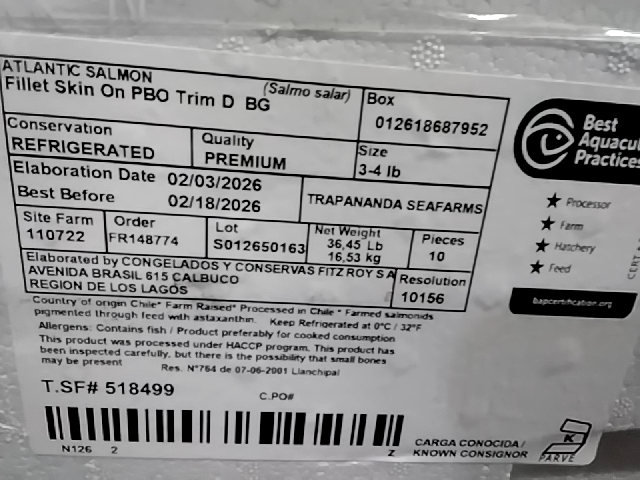 ATLANTIC SALMON
(Salmo salar)
Fillet Skin On PBO Trim D BG
Box
012618687952
Conservation
REFRIGERATED
Quality
PREMIUM
Size
3-4 lb
Elaboration Date 02/03/2026
Best Before 02/18/2026
TRAPANANDA SEAFARMS
Site Farm
110722
Order
FR148774
Lot
S012650163
Net Weight
36,45 Lb
16,53 kg
Pieces
10
Elaborated by CONGELADOS Y CONSERVAS FITZ ROY S A
AVENIDA BRASIL 615 CALBUCO
REGION DE LOS LAGOS
Resolution
10156
Country of origin Chile* Farm Raised* Processed in Chile * Farmed salmonids
pigmented through feed with astaxanthin. Keep Refrigerated at 0°C / 32°F
Allergens: Contains fish / Product preferably for cooked consumption
This product was processed under HACCP program. This product has
been inspected carefully, but there is the possibility that small bones
may be present Res. N°764 de 07-06-2001 Llanchipal
T.SF# 518499
C.PO#
N126 2 Z
CARGA CONOCIDA /
KNOWN CONSIGNOR
K
PARVE
Best
Aquacul
Practices
Processor
Farm
Hatchery
Feed
bapcertification.org
CERT